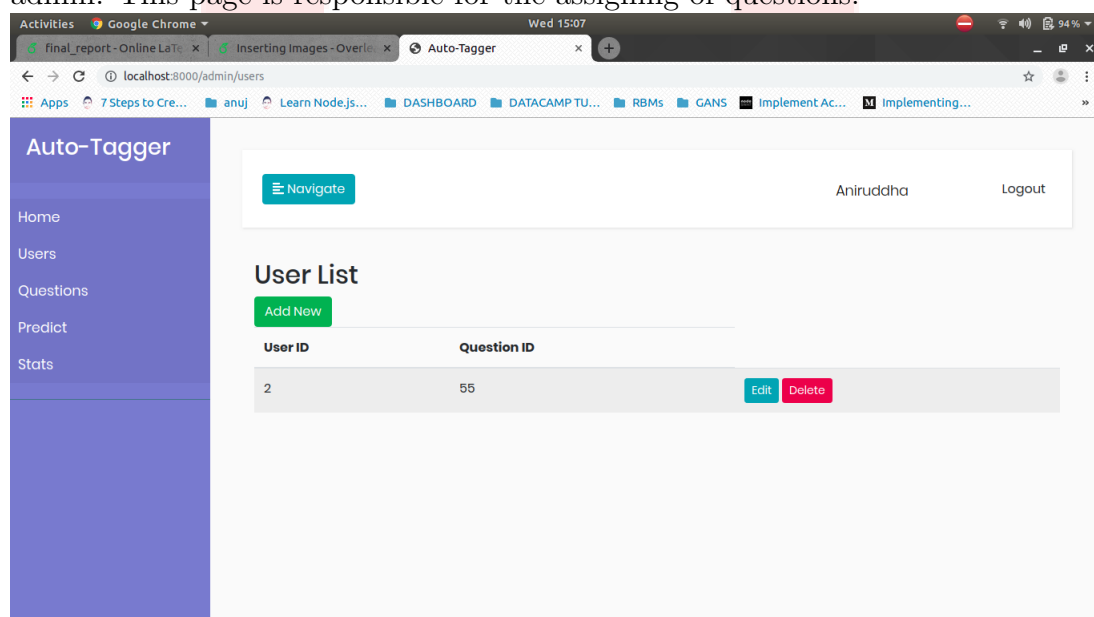 admin. This page is responsible for the assigning of questions.
Activities Google Chrome Wed 15:07 94 %
final_report - Online LaTe Inserting Images - Overle Auto-Tagger
localhost:8000/admin/users
Apps 7 Steps to Cre... anuj Learn Node.js... DASHBOARD DATACAMP TU... RBMs GANS Implement Ac... M Implementing... »
Auto-Tagger
Navigate Aniruddha Logout
Home
Users
Questions
Predict
Stats
User List
Add New
User ID Question ID
2 55 Edit Delete